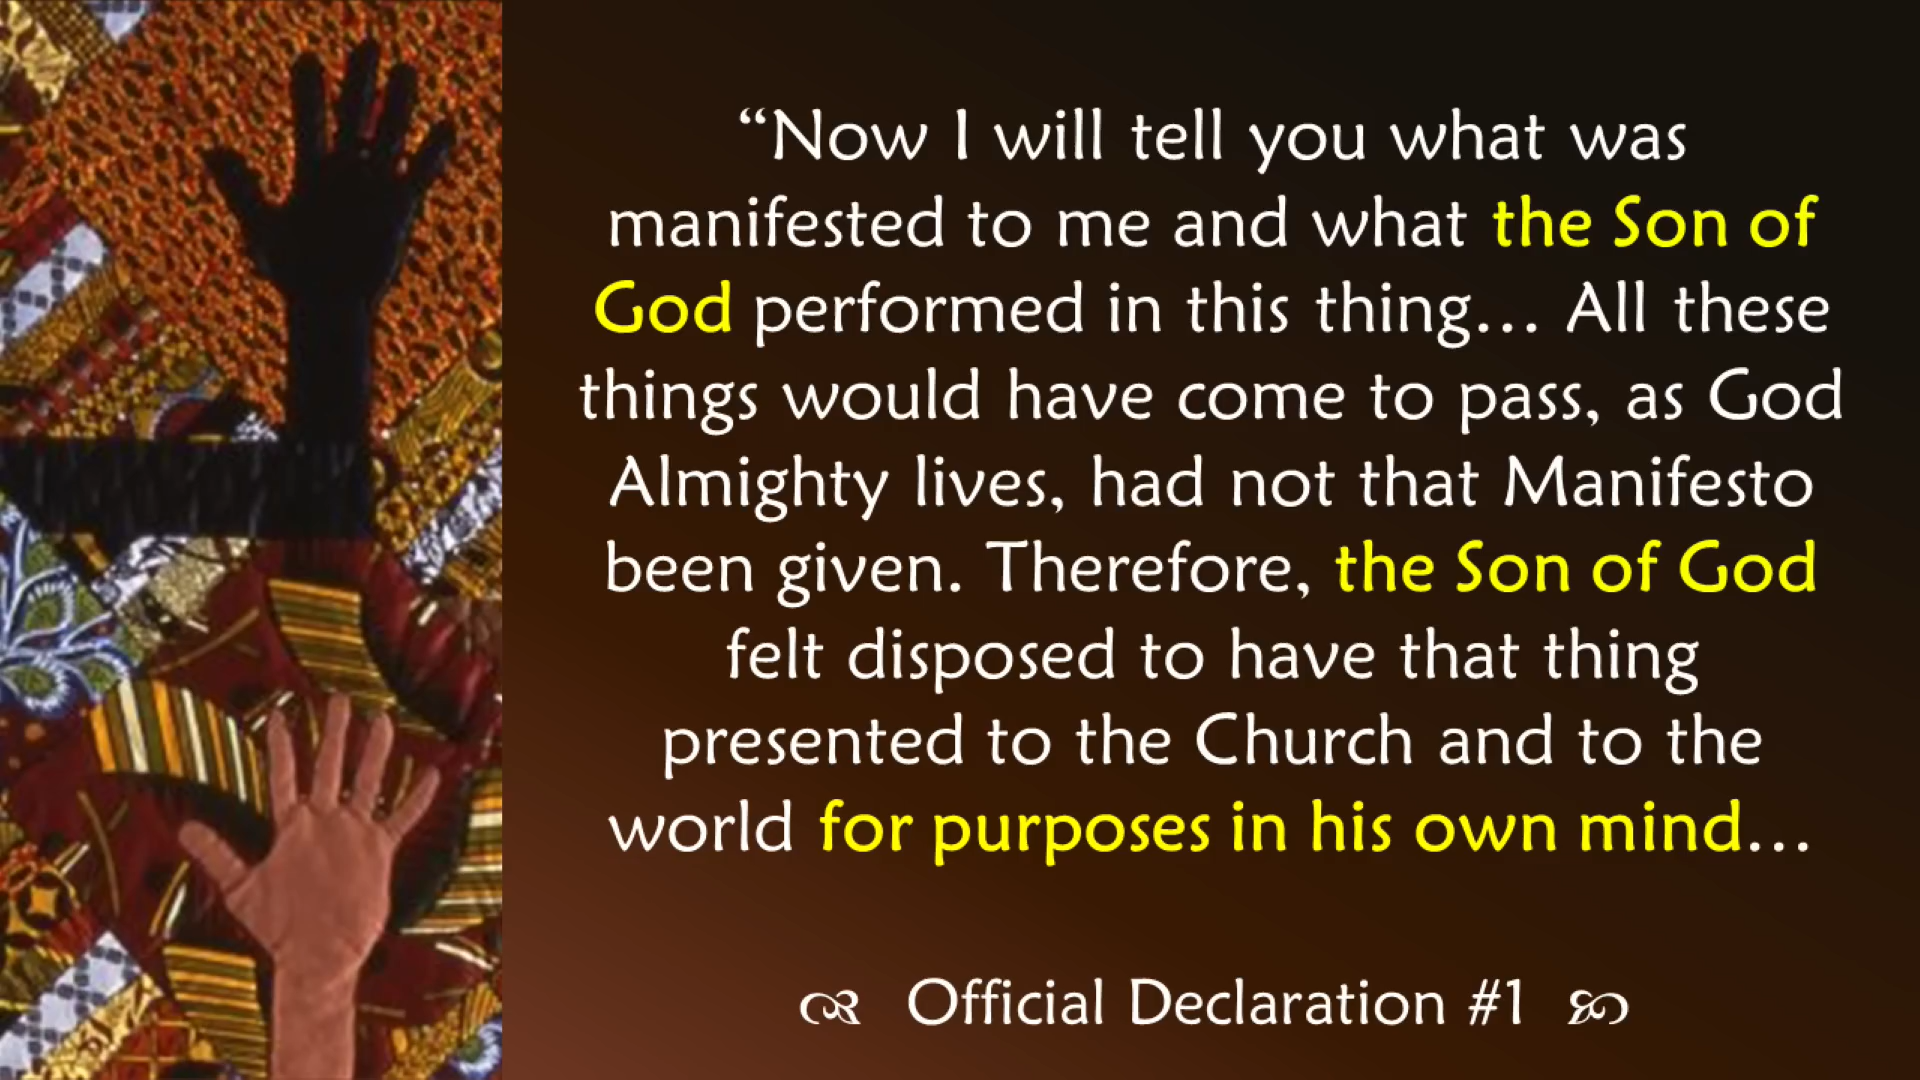 “Now I will tell you what was
manifested to me and what the Son of
God performed in this thing… All these
things would have come to pass, as God
Almighty lives, had not that Manifesto
been given. Therefore, the Son of God
felt disposed to have that thing
presented to the Church and to the
world for purposes in his own mind…
Official Declaration #1